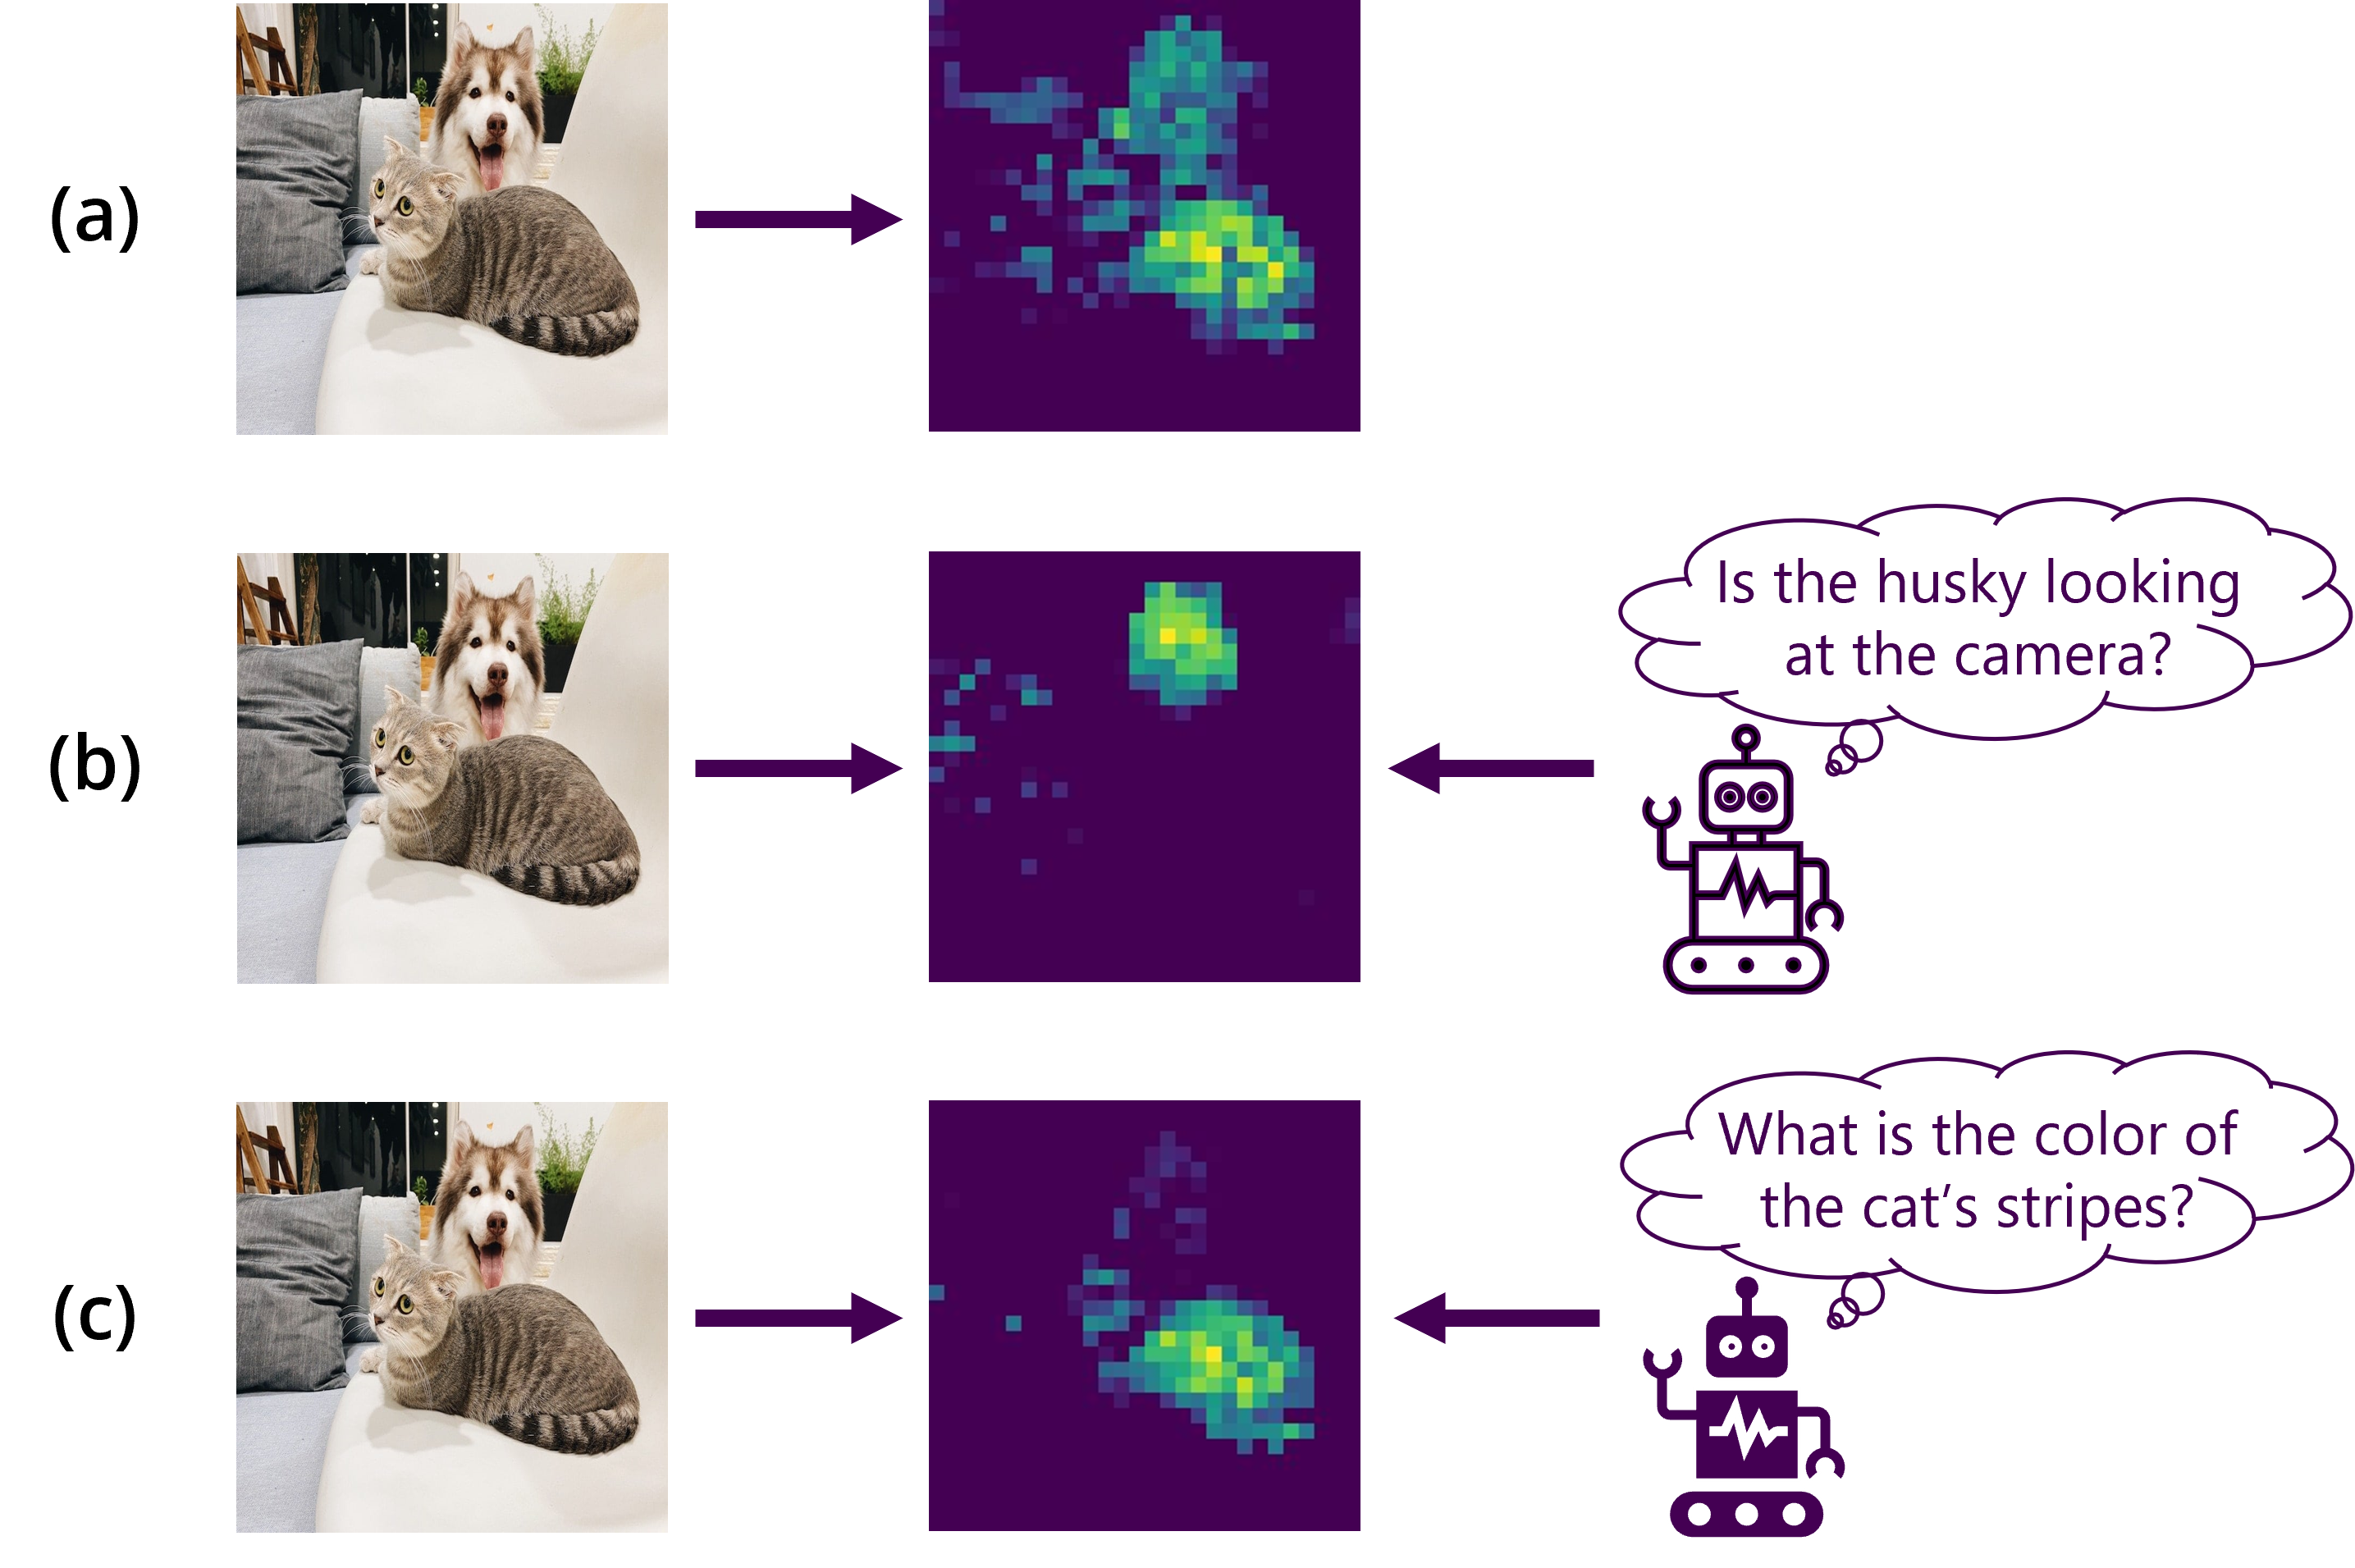 (a)
(b)
Is the husky looking
at the camera?
(c)
What is the color of
the cat’s stripes?